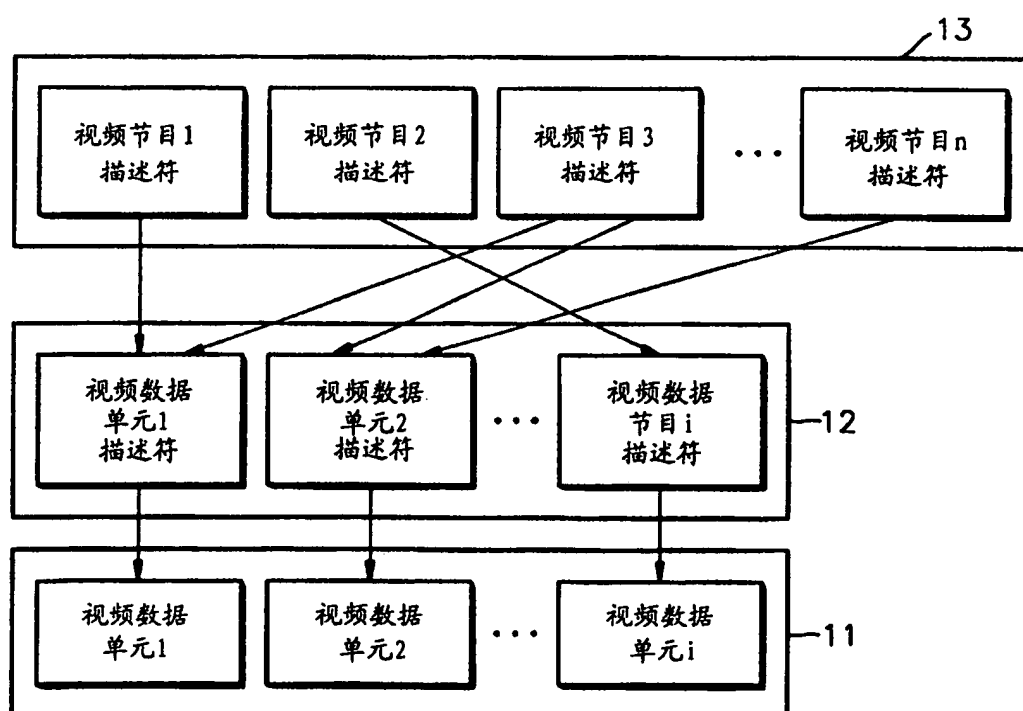 13
视频节目1
描述符
视频节目2
描述符
视频节目3
描述符
...
视频节目n
描述符
视频数据
单元1
描述符
视频数据
单元2
描述符
...
视频数据
节目i
描述符
12
视频数据
单元1
视频数据
单元2
...
视频数据
单元i
11